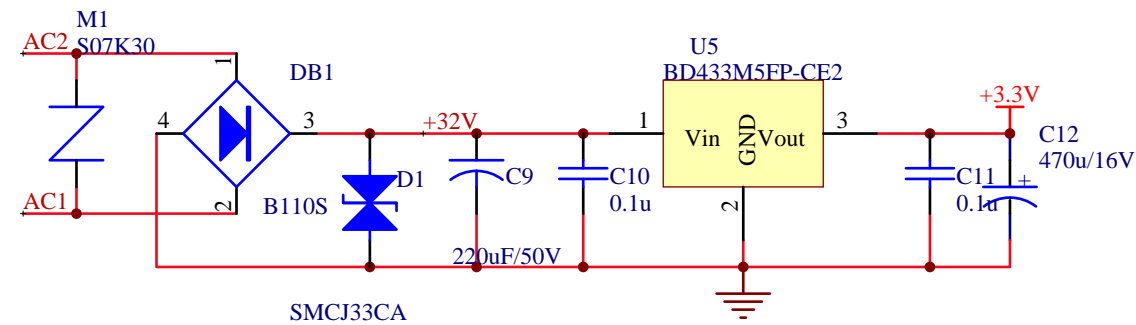 M1
S07K30
AC2
AC1
1
2
3
4
DB1
B110S
+32V
D1
SMCJ33CA
C9
220uF/50V
C10
0.1u
U5
BD433M5FP-CE2
1
Vin
GND
Vout
3
2
C11
0.1u
+3.3V
C12
470u/16V
+